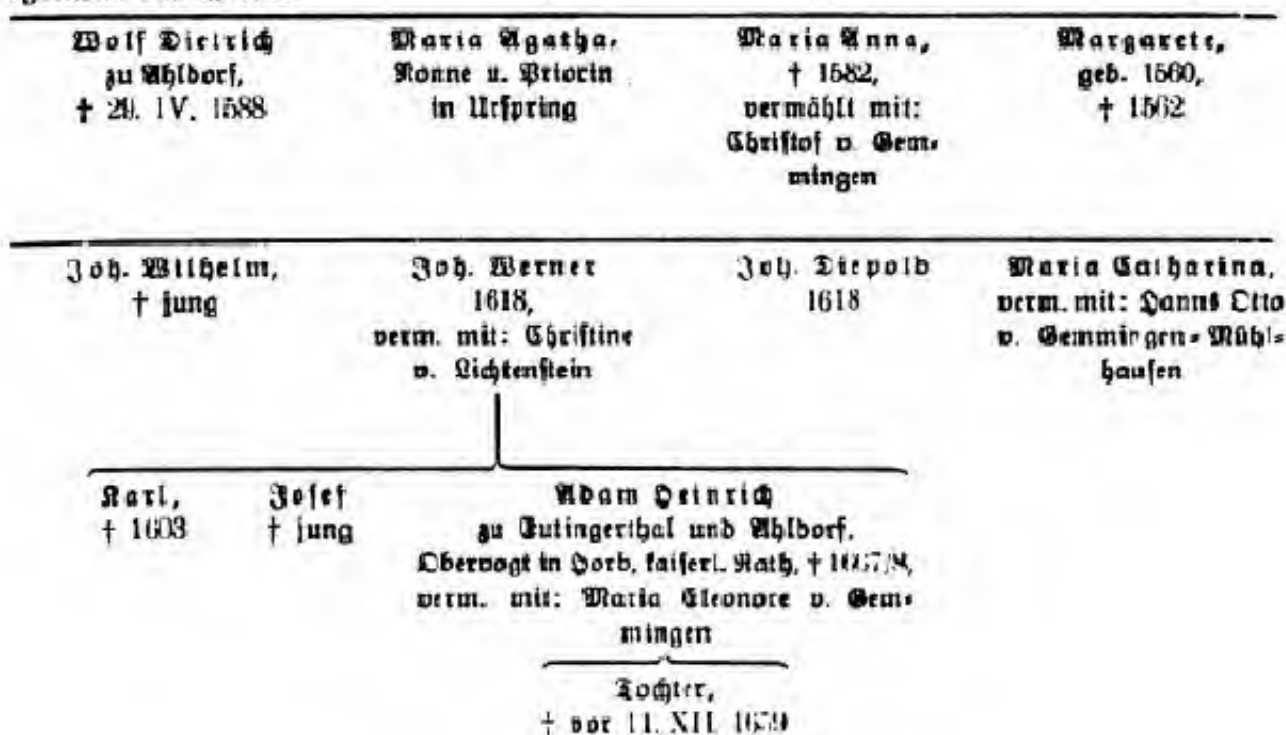 Wolf Dietrich
zu Ahldorf,
† 29. IV. 1588
Maria Agatha,
Nonne u. Priorin
in Urspring
Maria Anna,
† 1582,
vermählt mit:
Christof v. Gem-
mingen
Margarete,
geb. 1560,
† 1562
Joh. Wilhelm,
† jung
Joh. Werner
1618,
verm. mit: Christine
v. Lichtenstein
Joh. Diepold
1618
Maria Catharina,
verm. mit: Hanns Otto
v. Gemmingen-Mühl-
hausen
Karl,
† 1603
Josef
† jung
Adam Heinrich
zu Eutingerthal und Ahldorf,
Obervogt in Horb, kaiserl. Rath, †
verm. mit: Maria Eleonore v. Gem-
mingen
Tochter,
† vor 11. XII.